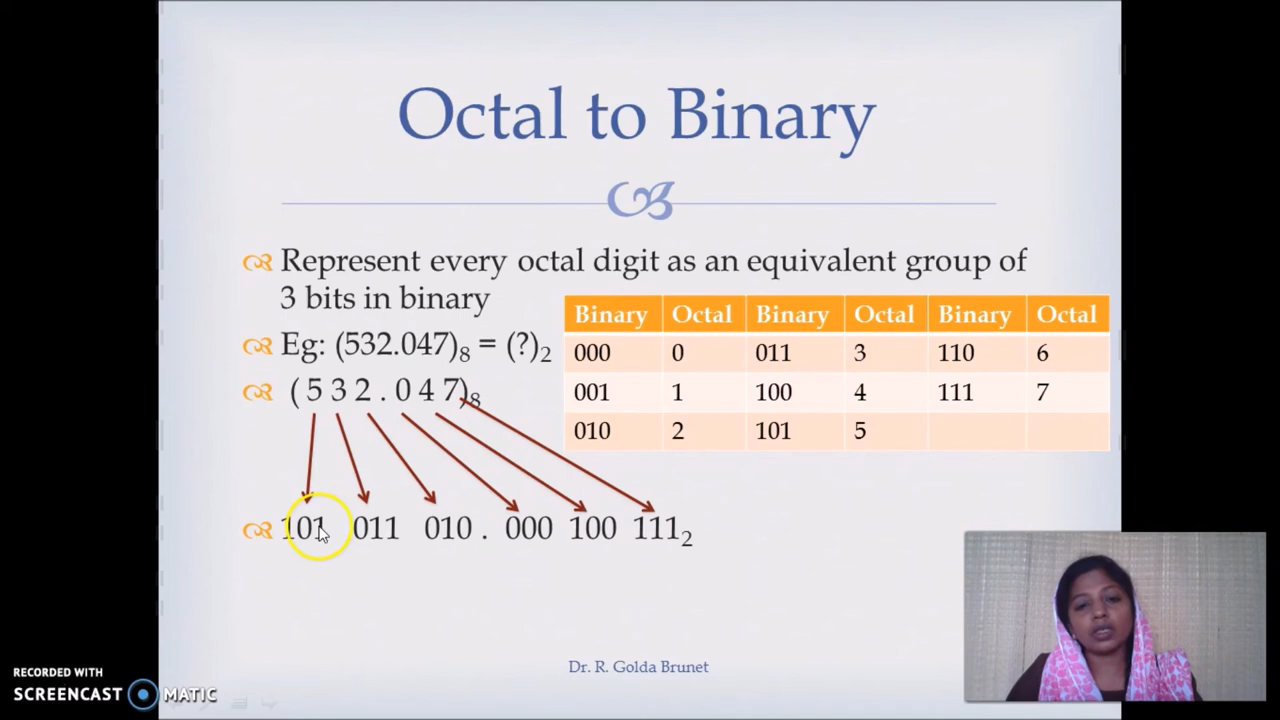 Octal to Binary
Represent every octal digit as an equivalent group of
3 bits in binary
Eg: (532.047)8 = (?)2
( 5 3 2 . 0 4 7)8
Binary Octal Binary Octal Binary Octal
000 0 011 3 110 6
001 1 100 4 111 7
010 2 101 5
101 011 010 . 000 100 1112
Dr. R. Golda Brunet
RECORDED WITH
SCREENCAST MATIC